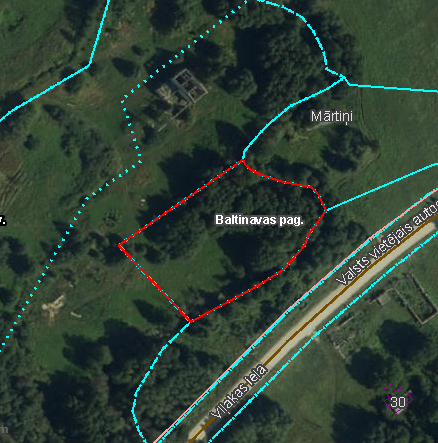 Mārtiņi
Baltinavas pag.
v.
Valsts vietējais autoc
Viļakas iela
30
m